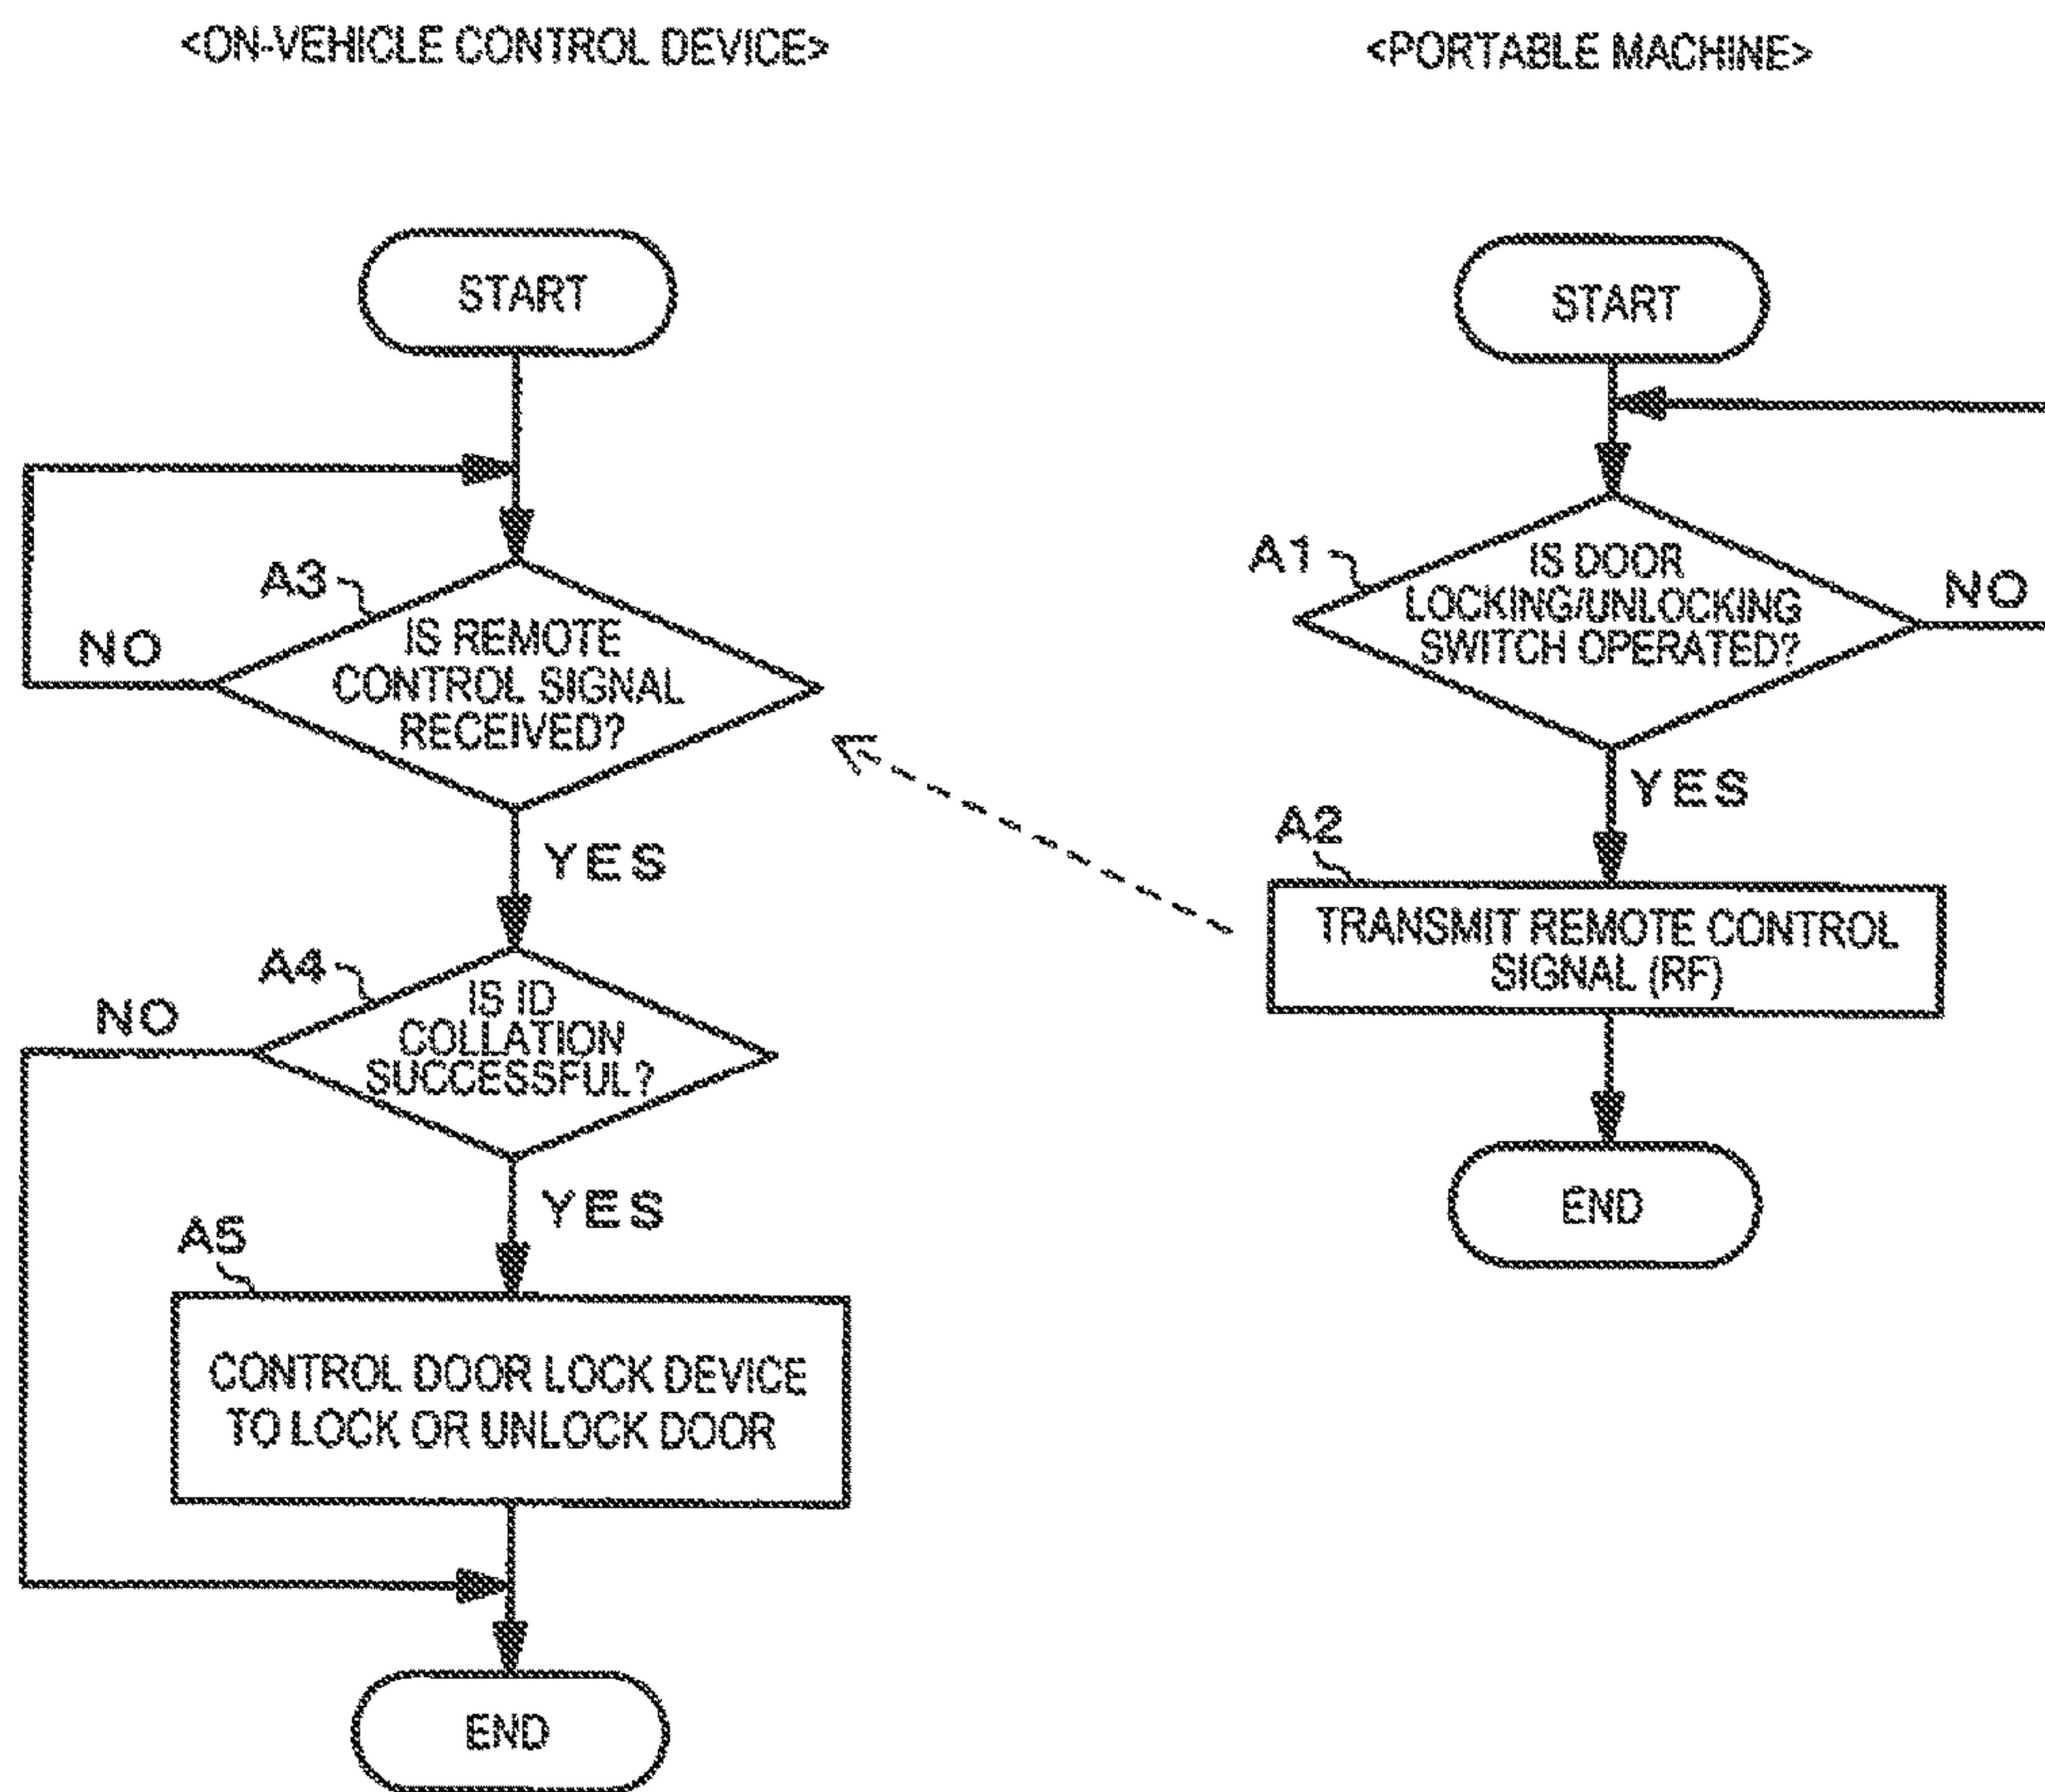 <ON-VEHICLE CONTROL DEVICE>
START
A3
IS REMOTE
CONTROL SIGNAL
RECEIVED?
NO
YES
A4
IS ID
COLLATION
SUCCESSFUL?
NO
YES
A5
CONTROL DOOR LOCK DEVICE
TO LOCK OR UNLOCK DOOR
END
<PORTABLE MACHINE>
START
A1
IS DOOR
LOCKING/UNLOCKING
SWITCH OPERATED?
NO
YES
A2
TRANSMIT REMOTE CONTROL
SIGNAL (RF)
END